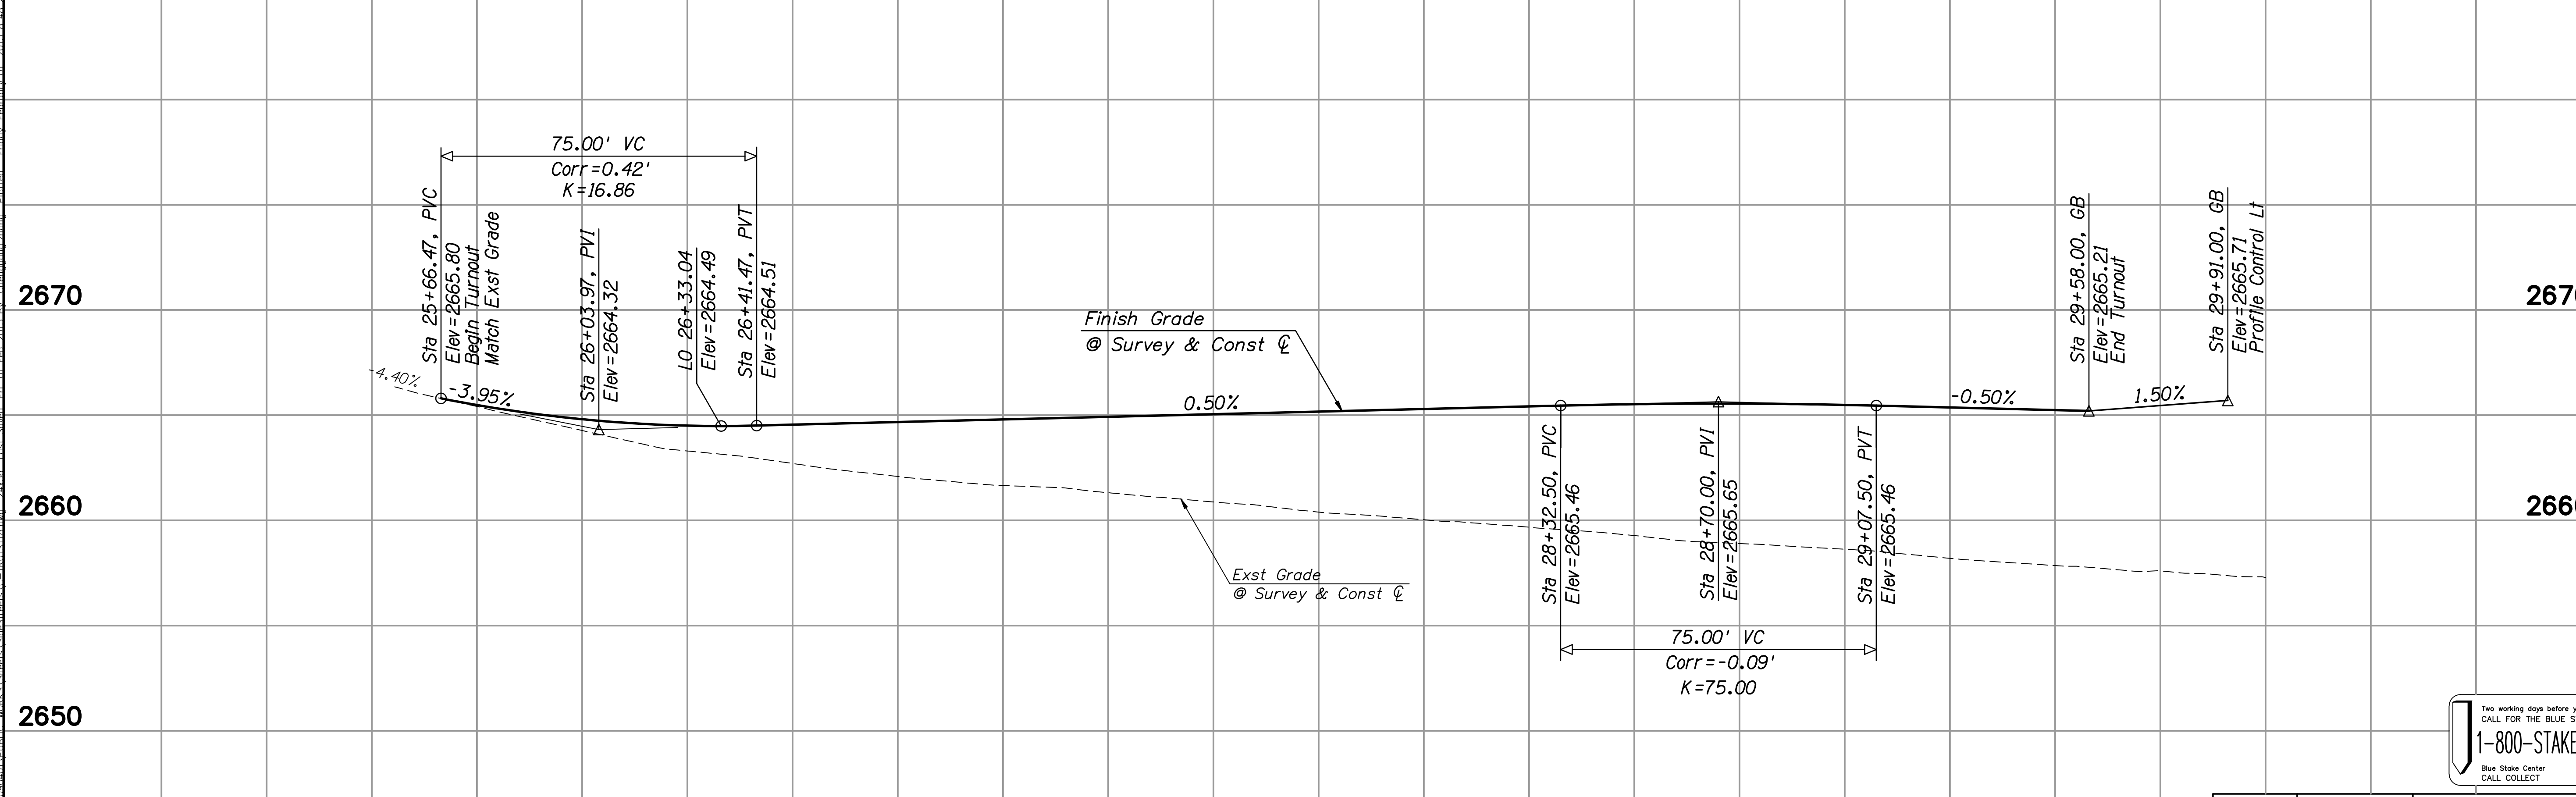 75.00' VC
Corr=0.42'
K=16.86
Sta 25+66.47, PVC
Elev=2665.80
Begin Turnout
Match Exst Grade
Sta 26+03.97, PVI
Elev=2664.32
LO 26+33.04
Elev=2664.49
Sta 26+41.47, PVT
Elev=2664.51
Sta 29+58.00, GB
Elev=2665.21
End Turnout
Sta 29+91.00, GB
Elev=2665.71
Profile Control Lt
2670
Finish Grade
@ Survey & Const ℄
-4.40%
-3.95%
0.50%
-0.50%
1.50%
Sta 28+32.50, PVC
Elev=2665.46
Sta 28+70.00, PVI
Elev=2665.65
Sta 29+07.50, PVT
Elev=2665.46
2660
Exst Grade
@ Survey & Const ℄
75.00' VC
Corr=-0.09'
K=75.00
2650
Two working days before
CALL FOR THE BLUE
1-800-STAKE
Blue Stake Center
CALL COLLECT